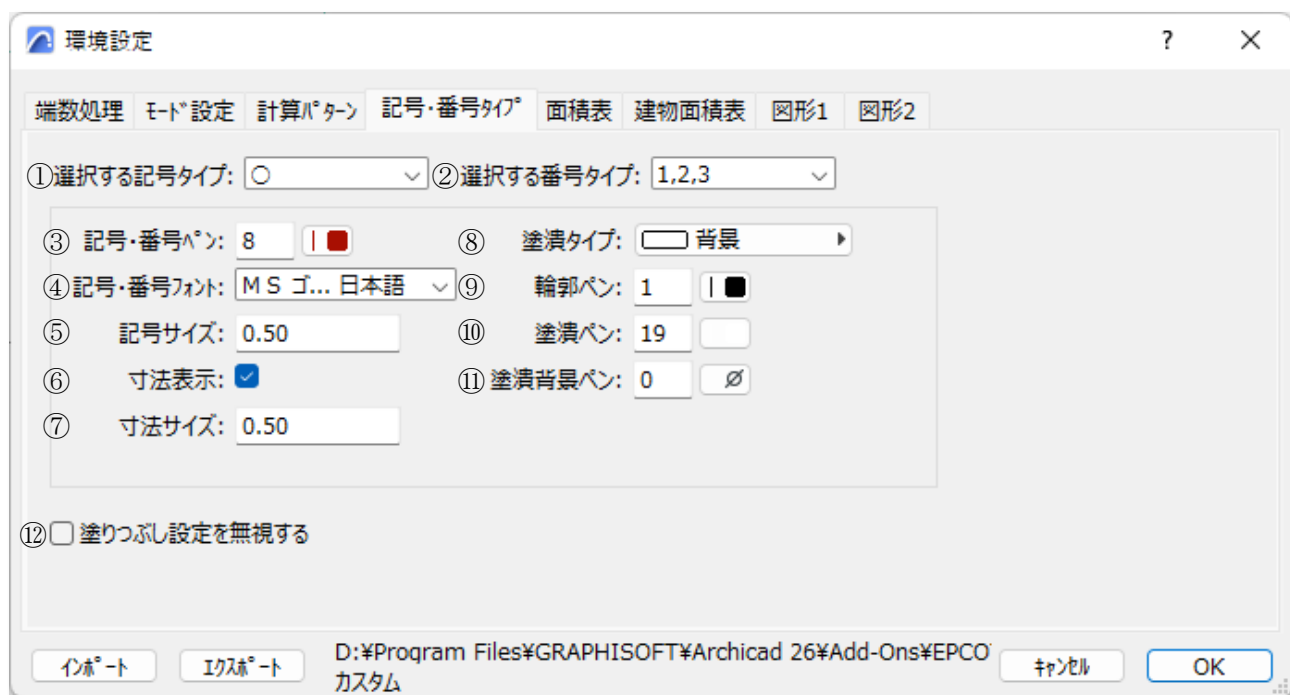 環境設定
?
端数処理 ﾓｰﾄﾞ設定 計算ﾊﾟﾀｰﾝ 記号・番号ﾀｲﾌﾟ 面積表 建物面積表 図形1 図形2
①選択する記号タイプ: ○ ②選択する番号タイプ: 1,2,3
③ 記号・番号ﾍﾟﾝ: 8 ⑧ 塗潰タイプ: 背景
④記号・番号ﾌｫﾝﾄ: ＭＳ ゴ... 日本語 ⑨ 輪郭ペン: 1
⑤ 記号サイズ: 0.50 ⑩ 塗潰ペン: 19
⑥ 寸法表示: ⑪ 塗潰背景ペン: 0
⑦ 寸法サイズ: 0.50
⑫ 塗りつぶし設定を無視する
ｲﾝﾎﾟｰﾄ ｴｸｽﾎﾟｰﾄ D:¥Program Files¥GRAPHISOFT¥Archicad 26¥Add-Ons¥EPCO ｷｬﾝｾﾙ OK
カスタム